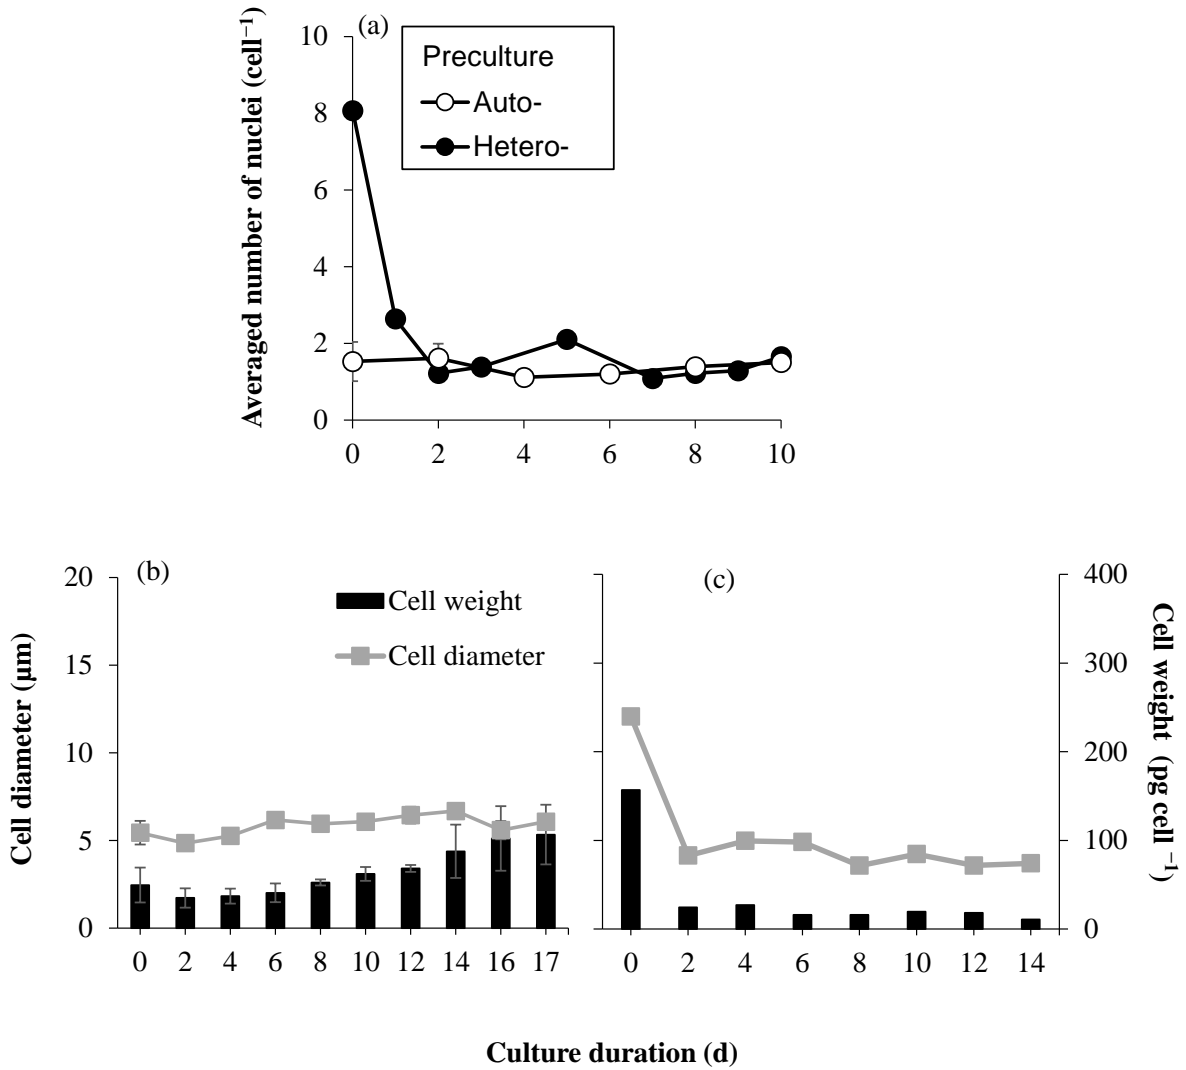 (a)
Averaged number of nuclei (cell⁻¹)
10
8
6
4
2
0
Preculture
Auto-
Hetero-
0 2 4 6 8 10
(b)
Cell diameter (µm)
20
15
10
5
0
Cell weight
Cell diameter
0 2 4 6 8 10 12 14 16 17
(c)
400
300
200
100
0
Cell weight (pg cell ⁻¹)
0 2 4 6 8 10 12 14
Culture duration (d)